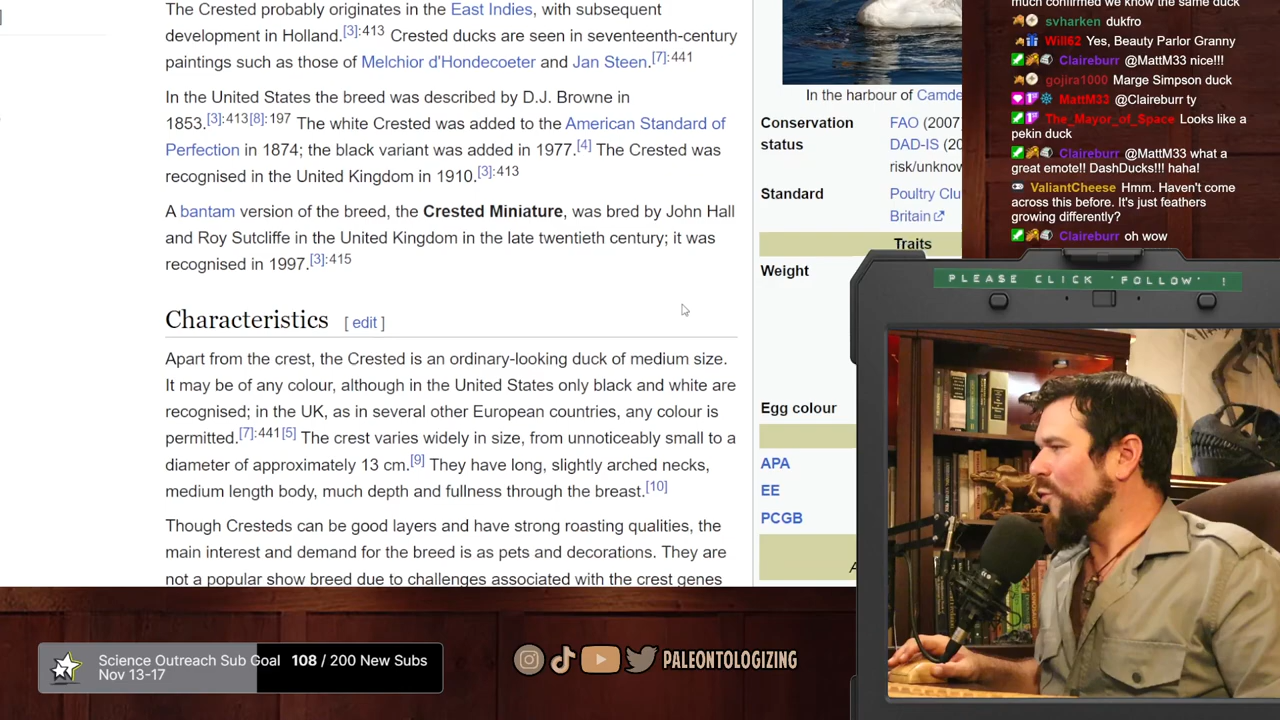 The Crested probably originates in the East Indies, with subsequent
development in Holland.[3]:413 Crested ducks are seen in seventeenth-century
paintings such as those of Melchior d'Hondecoeter and Jan Steen.[7]:441
In the United States the breed was described by D.J. Browne in
1853.[3]:413[8]:197 The white Crested was added to the American Standard of
Perfection in 1874; the black variant was added in 1977.[4] The Crested was
recognised in the United Kingdom in 1910.[3]:413
A bantam version of the breed, the Crested Miniature, was bred by John Hall
and Roy Sutcliffe in the United Kingdom in the late twentieth century; it was
recognised in 1997.[3]:415
Characteristics [ edit ]
Apart from the crest, the Crested is an ordinary-looking duck of medium size.
It may be of any colour, although in the United States only black and white are
recognised; in the UK, as in several other European countries, any colour is
permitted.[7]:441[5] The crest varies widely in size, from unnoticeably small to a
diameter of approximately 13 cm.[9] They have long, slightly arched necks,
medium length body, much depth and fullness through the breast.[10]
Though Cresteds can be good layers and have strong roasting qualities, the
main interest and demand for the breed is as pets and decorations. They are
not a popular show breed due to challenges associated with the crest genes
In the harbour of Camde
Conservation FAO (2007
status DAD-IS (20
risk/unknow
Standard Poultry Clu
Britain
Traits
Weight
Egg colour
APA
EE
PCGB
much confirmed we know the same duck
svharken dukfro
Will62 Yes, Beauty Parlor Granny
Claireburr @MattM33 nice!!!
gojira1000 Marge Simpson duck
MattM33 @Claireburr ty
The_Mayor_of_Space Looks like a
pekin duck
Claireburr @MattM33 what a
great emote!! DashDucks!!! haha!
ValiantCheese Hmm. Haven't come
across this before. It's just feathers
growing differently?
Claireburr oh wow
PLEASE CLICK 'FOLLOW' !
Science Outreach Sub Goal 108 / 200 New Subs
Nov 13-17
PALEONTOLOGIZING